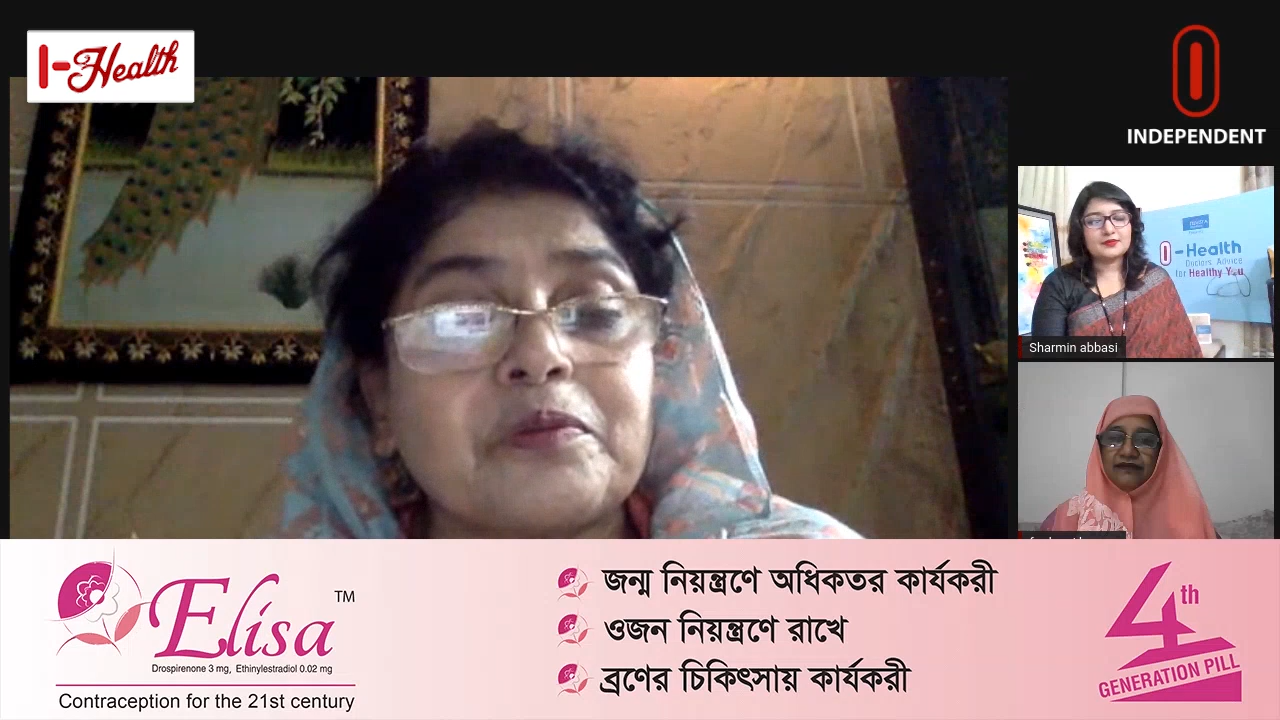 I-Health
INDEPENDENT
RENATA
I-Health
Doctors Advice
for Healthy You
Sharmin abbasi
Elisa TM
Drospirenone 3 mg, Ethinylestradiol 0.02 mg
Contraception for the 21st century
জন্ম নিয়ন্ত্রণে অধিকতর কার্যকরী
ওজন নিয়ন্ত্রণে রাখে
ব্রণের চিকিৎসায় কার্যকরী
4th
GENERATION PILL